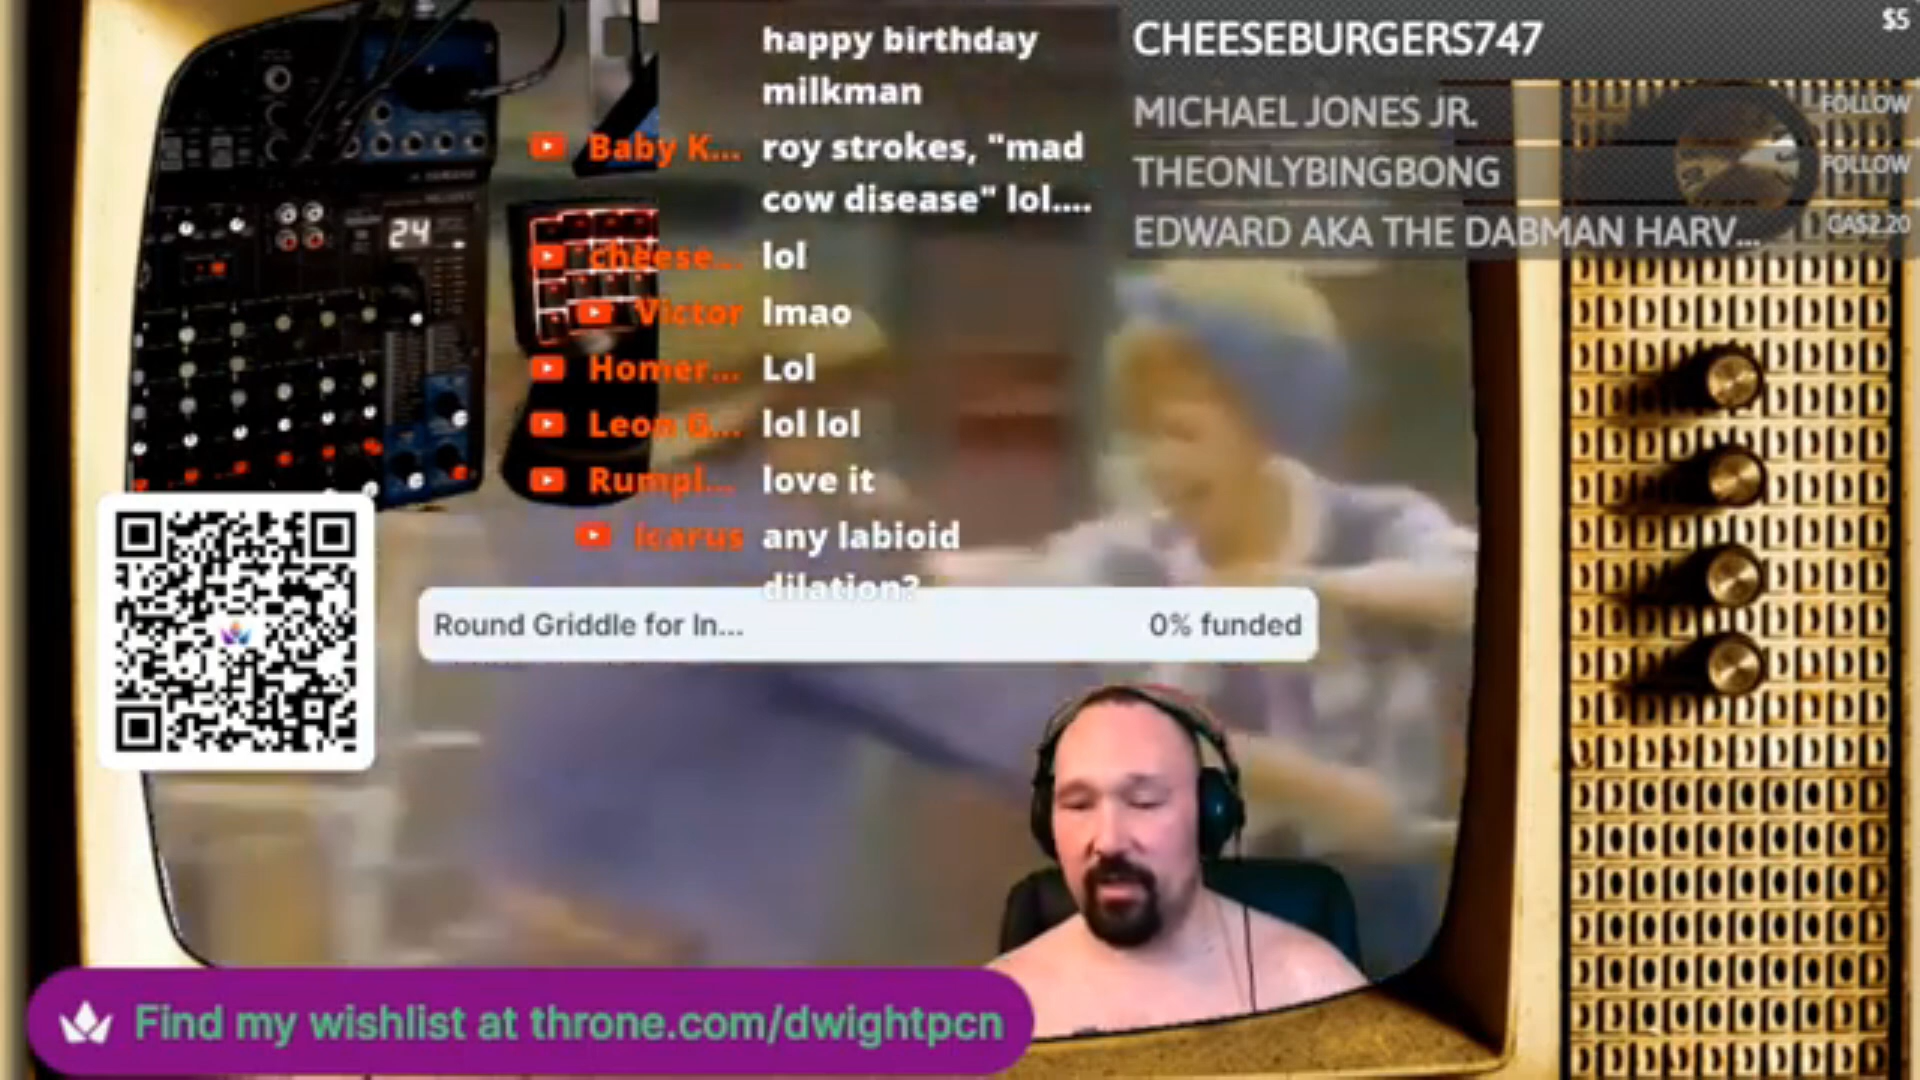 happy birthday
milkman
Baby K... roy strokes, "mad
cow disease" lol....
cheese... lol
Victor lmao
Homer... Lol
Leon G... lol lol
Rumpl... love it
Icarus any labioid
dilation?
CHEESEBURGERS747 $5
MICHAEL JONES JR. FOLLOW
THEONLYBINGBONG FOLLOW
EDWARD AKA THE DABMAN HARV... CA$2.20
24
Round Griddle for In... 0% funded
Find my wishlist at throne.com/dwightpcn